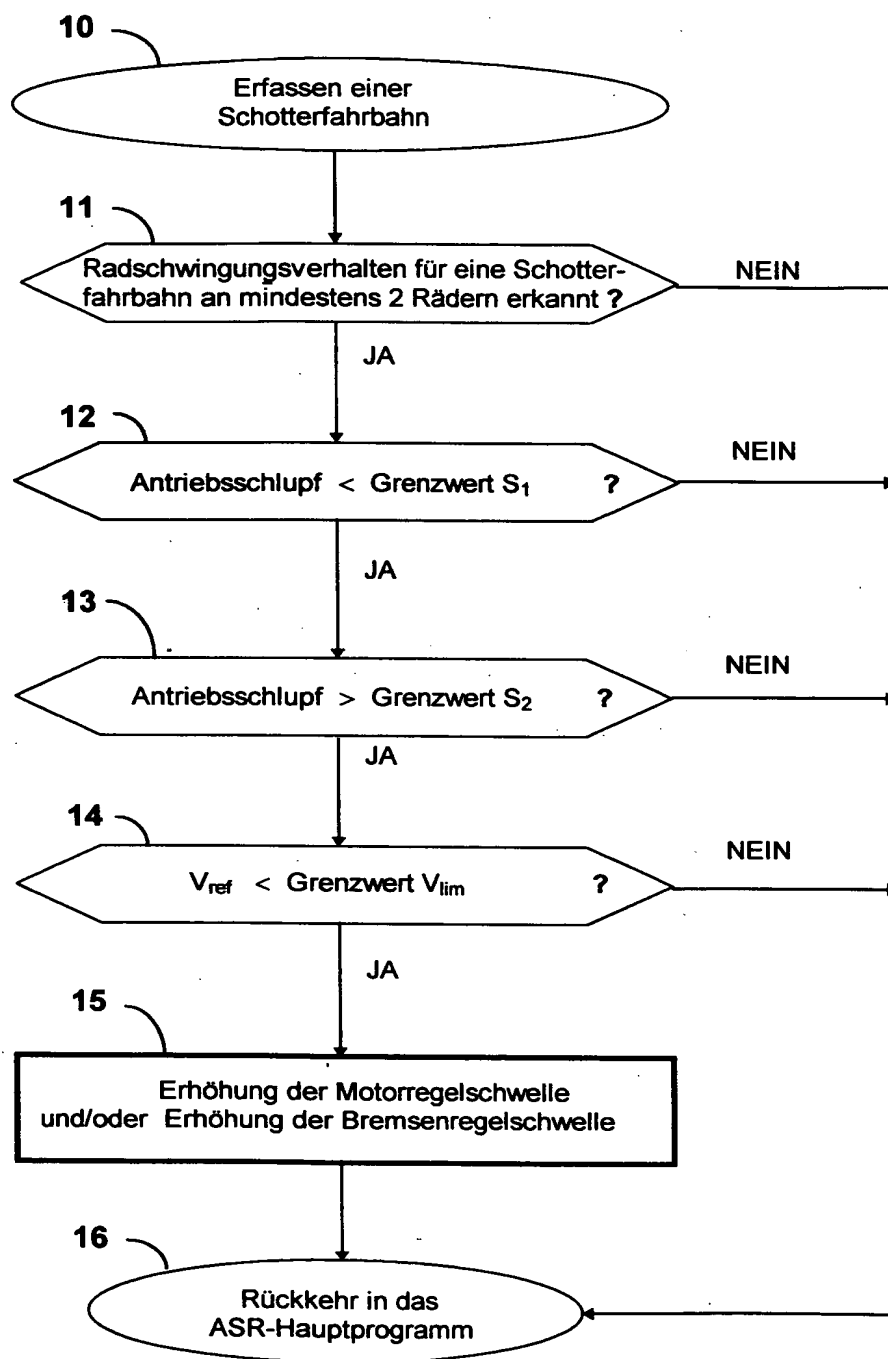 10
Erfassen einer
Schotterfahrbahn
11
Radschwingungsverhalten für eine Schotter-
fahrbahn an mindestens 2 Rädern erkannt ?
NEIN
JA
12
Antriebsschlupf < Grenzwert S₁ ?
NEIN
JA
13
Antriebsschlupf > Grenzwert S₂ ?
NEIN
JA
14
V_ref < Grenzwert V_lim ?
NEIN
JA
15
Erhöhung der Motorregelschwelle
und/oder Erhöhung der Bremsenregelschwelle
16
Rückkehr in das
ASR-Hauptprogramm